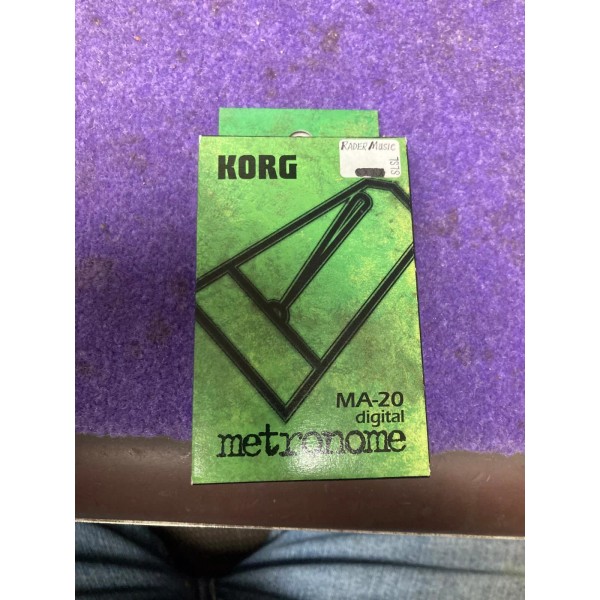 KORG
RADER MUSIC
MA-20
digital
metronome